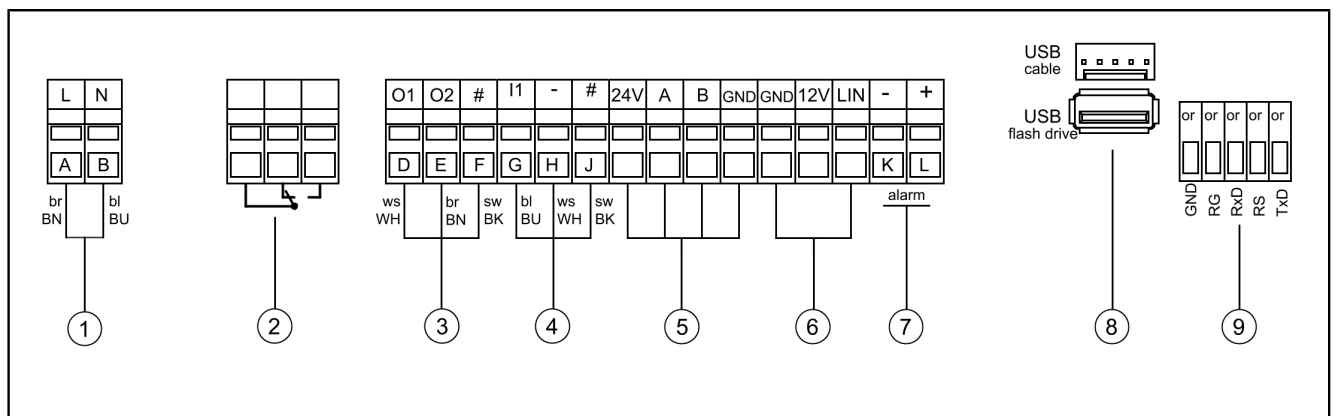 USB
cable
L N
O1 O2 # I1 - # 24V A B GND GND 12V LIN - +
USB
flash drive
or or or or or
A B
D E F G H J K L
br
BN
bl
BU
ws
WH
br
BN
sw
BK
bl
BU
ws
WH
sw
BK
alarm
GND
RG
RxD
RS
TxD
1 2 3 4 5 6 7 8 9